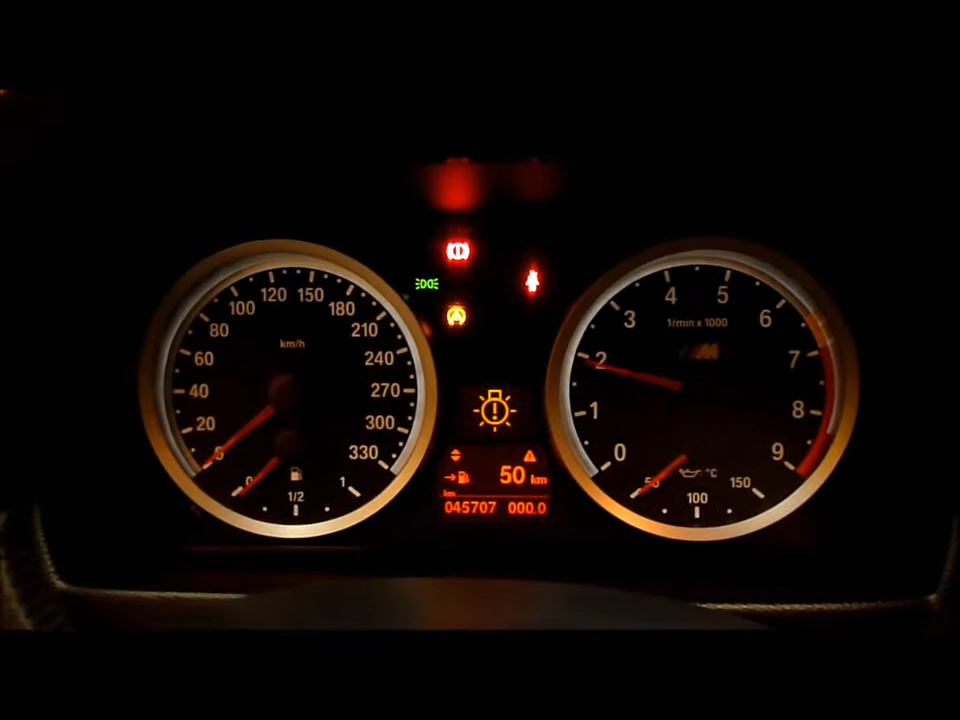 120 150
100 180
80 210
60 240
40 270
20 300
0 330
km/h
0 1/2 1
4 5
3 6
2 7
1 8
0 9
1/min x 1000
M
50 100 150
°C
50 km
km
045707 000.0